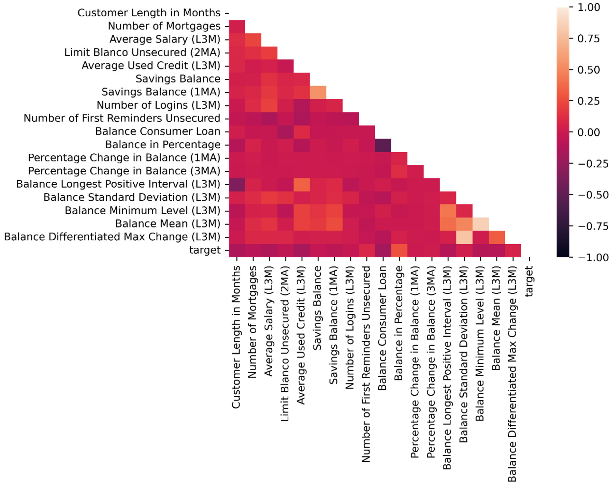 Customer Length in Months
Number of Mortgages
Average Salary (L3M)
Limit Blanco Unsecured (2MA)
Average Used Credit (L3M)
Savings Balance
Savings Balance (1MA)
Number of Logins (L3M)
Number of First Reminders Unsecured
Balance Consumer Loan
Balance in Percentage
Percentage Change in Balance (1MA)
Percentage Change in Balance (3MA)
Balance Longest Positive Interval (L3M)
Balance Standard Deviation (L3M)
Balance Minimum Level (L3M)
Balance Mean (L3M)
Balance Differentiated Max Change (L3M)
target
Customer Length in Months
Number of Mortgages
Average Salary (L3M)
Limit Blanco Unsecured (2MA)
Average Used Credit (L3M)
Savings Balance
Savings Balance (1MA)
Number of Logins (L3M)
Number of First Reminders Unsecured
Balance Consumer Loan
Balance in Percentage
Percentage Change in Balance (1MA)
Percentage Change in Balance (3MA)
Balance Longest Positive Interval (L3M)
Balance Standard Deviation (L3M)
Balance Minimum Level (L3M)
Balance Mean (L3M)
Balance Differentiated Max Change (L3M)
target
1.00
0.75
0.50
0.25
0.00
−0.25
−0.50
−0.75
−1.00